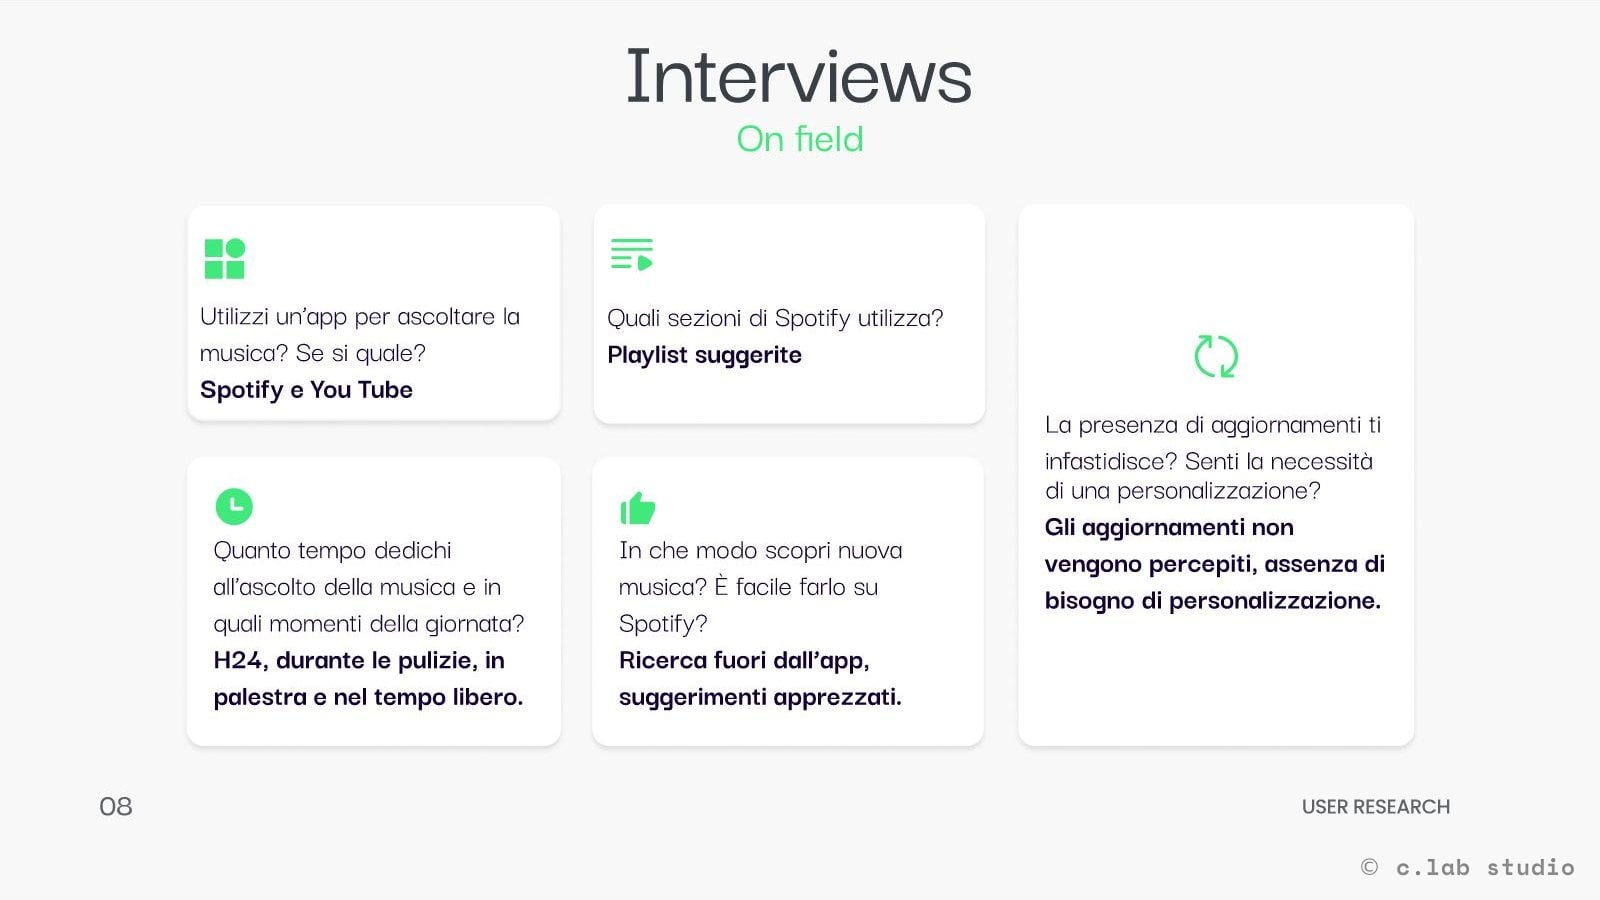 Interviews
On field
Utilizzi un’app per ascoltare la
musica? Se si quale?
Spotify e You Tube
Quali sezioni di Spotify utilizza?
Playlist suggerite
Quanto tempo dedichi
all’ascolto della musica e in
quali momenti della giornata?
H24, durante le pulizie, in
palestra e nel tempo libero.
In che modo scopri nuova
musica? È facile farlo su
Spotify?
Ricerca fuori dall’app,
suggerimenti apprezzati.
La presenza di aggiornamenti ti
infastidisce? Senti la necessità
di una personalizzazione?
Gli aggiornamenti non
vengono percepiti, assenza di
bisogno di personalizzazione.
08
USER RESEARCH
© c.lab studio